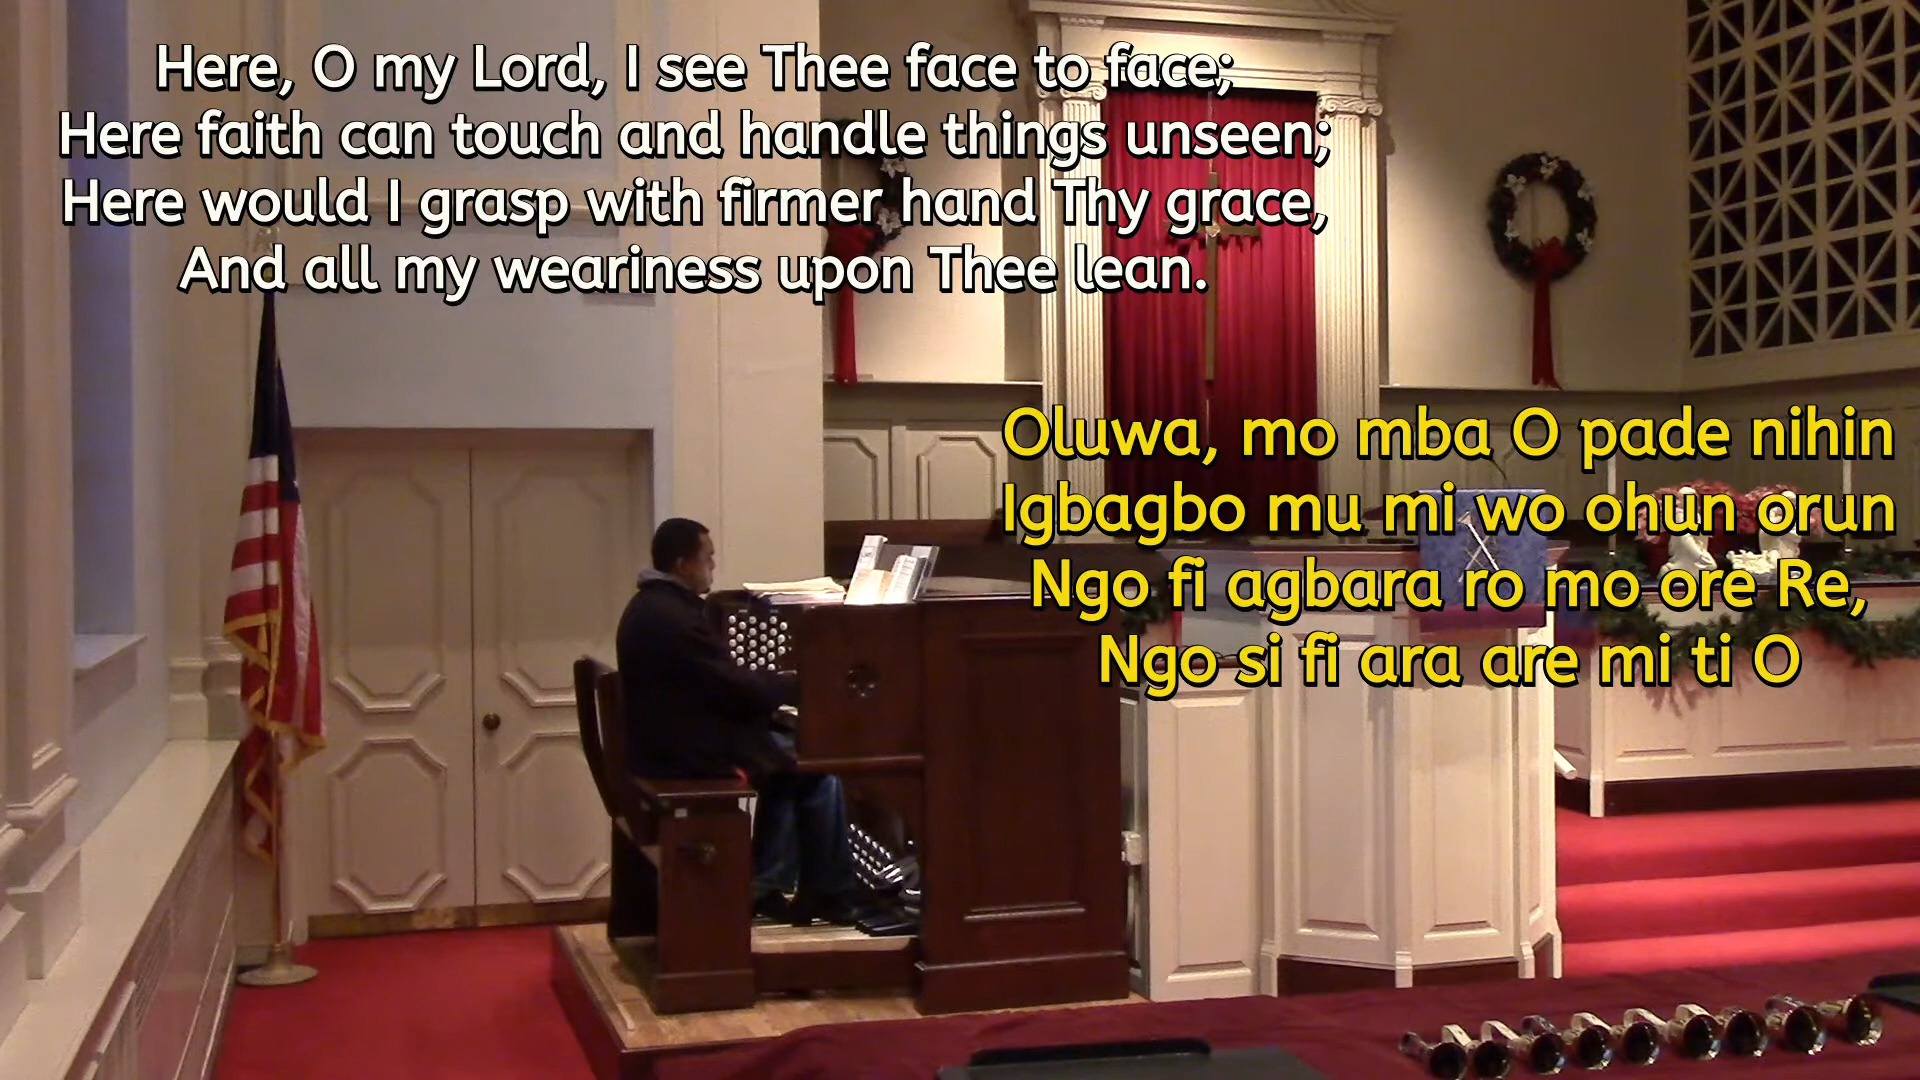 Here, O my Lord, I see Thee face to face;
Here faith can touch and handle things unseen;
Here would I grasp with firmer hand Thy grace,
And all my weariness upon Thee lean.
Oluwa, mo mba O pade nihin
Igbagbo mu mi wo ohun orun
Ngo fi agbara ro mo ore Re,
Ngo si fi ara are mi ti O